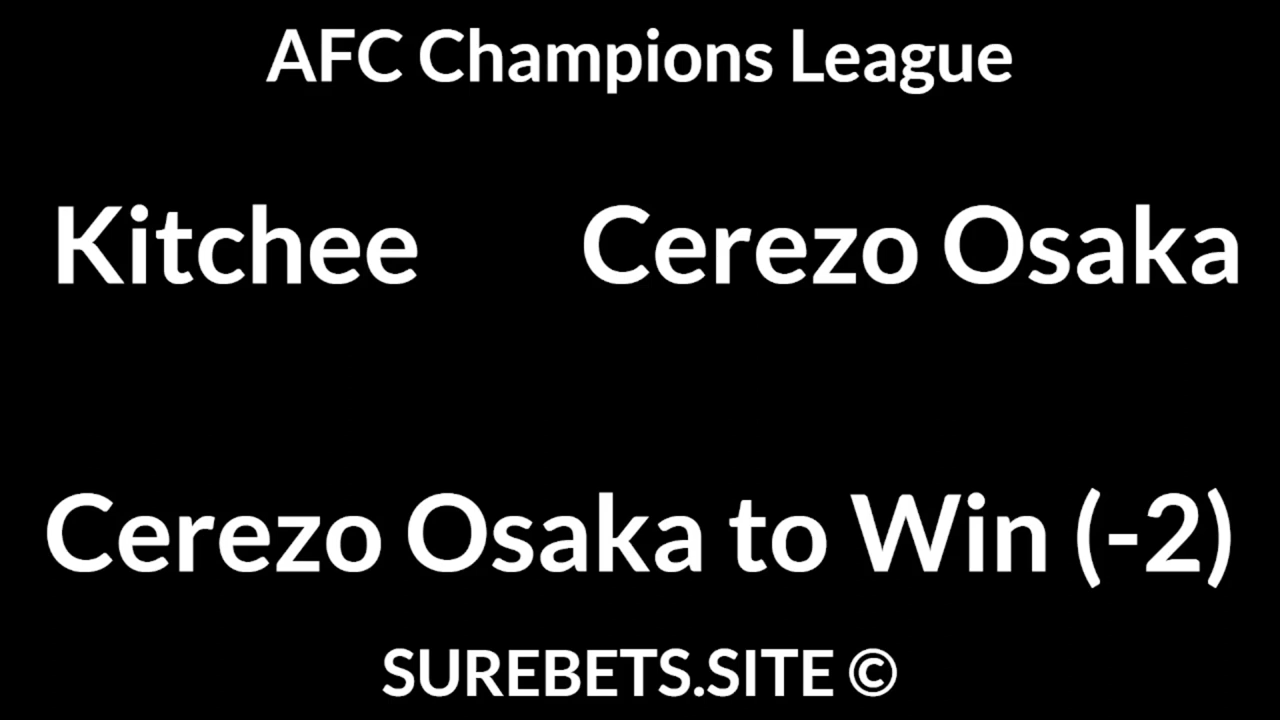 AFC Champions League
Kitchee Cerezo Osaka
Cerezo Osaka to Win (-2)
SUREBETS.SITE ©